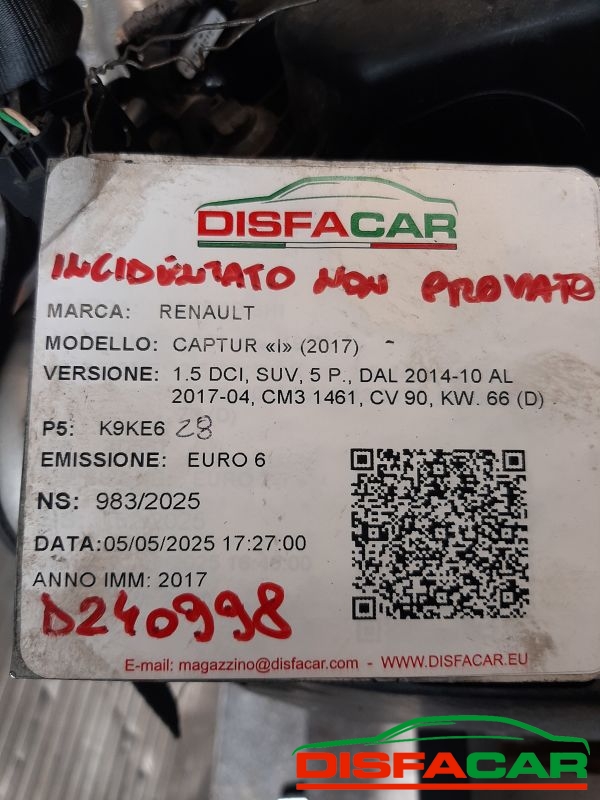 DISFACAR
INCIDENTATO NON PROVATO
MARCA: RENAULT
MODELLO: CAPTUR «I» (2017)
VERSIONE: 1.5 DCI, SUV, 5 P., DAL 2014-10 AL
2017-04, CM3 1461, CV 90, KW. 66 (D)
P5: K9KE6 28
EMISSIONE: EURO 6
NS: 983/2025
DATA:05/05/2025 17:27:00
ANNO IMM: 2017
D240998
E-mail: magazzino@disfacar.com - WWW.DISFACAR.EU
DISFACAR